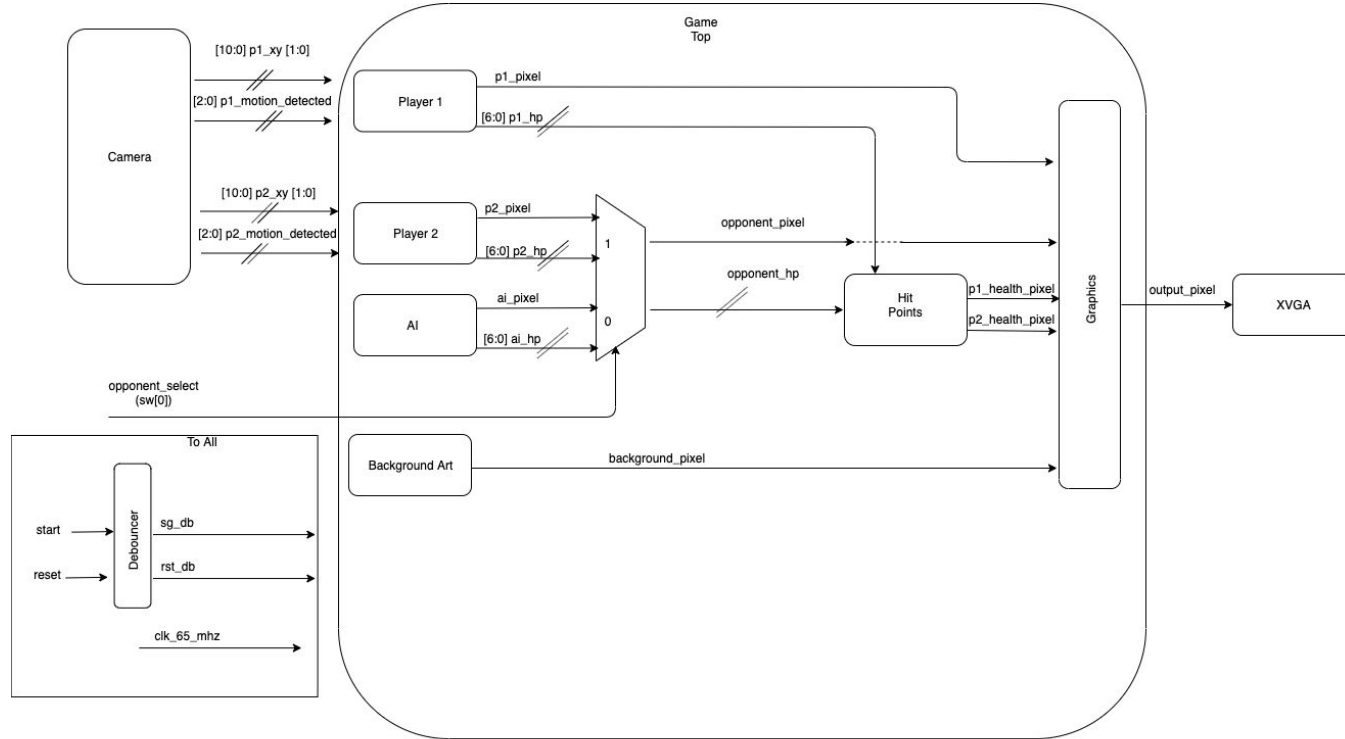 Game
Top
[10:0] p1_xy [1:0]
[2:0] p1_motion_detected
Camera
[10:0] p2_xy [1:0]
[2:0] p2_motion_detected
Player 1
p1_pixel
[6:0] p1_hp
Player 2
p2_pixel
[6:0] p2_hp
AI
ai_pixel
[6:0] ai_hp
1
0
opponent_pixel
opponent_hp
Hit
Points
p1_health_pixel
p2_health_pixel
Graphics
output_pixel
XVGA
opponent_select
(sw[0])
Background Art
background_pixel
To All
start
reset
Debouncer
sg_db
rst_db
clk_65_mhz